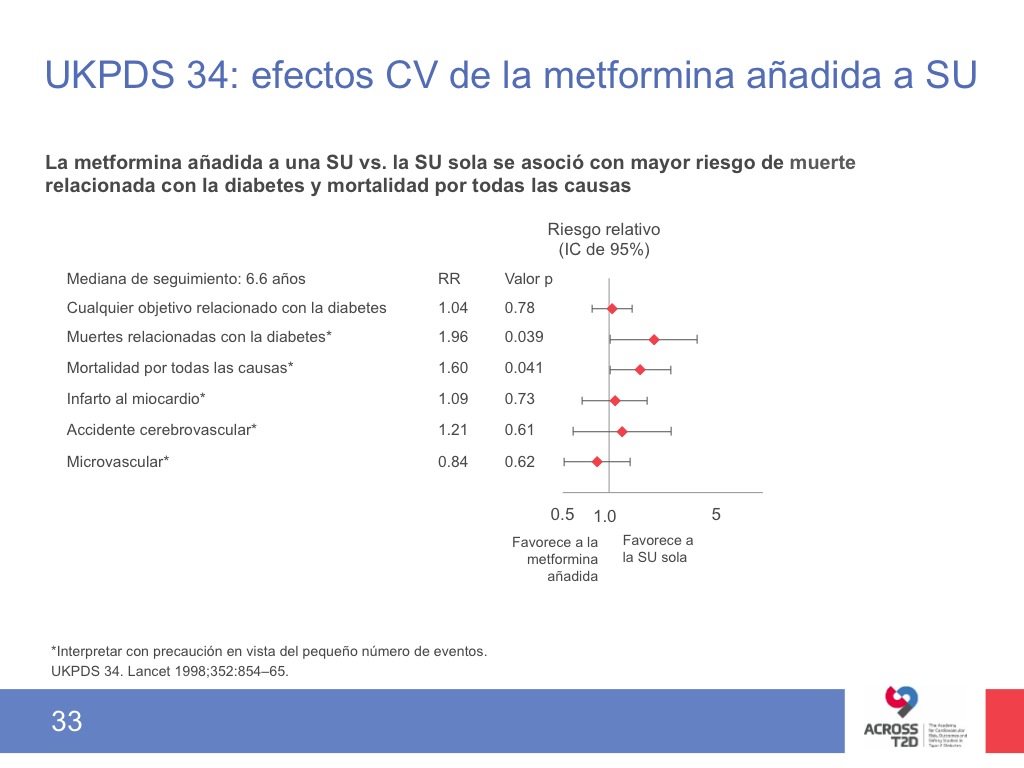 UKPDS 34: efectos CV de la metformina añadida a SU
La metformina añadida a una SU vs. la SU sola se asoció con mayor riesgo de muerte
relacionada con la diabetes y mortalidad por todas las causas
Riesgo relativo
(IC de 95%)
Mediana de seguimiento: 6.6 años RR Valor p
Cualquier objetivo relacionado con la diabetes 1.04 0.78
Muertes relacionadas con la diabetes* 1.96 0.039
Mortalidad por todas las causas* 1.60 0.041
Infarto al miocardio* 1.09 0.73
Accidente cerebrovascular* 1.21 0.61
Microvascular* 0.84 0.62
0.5 1.0 5
Favorece a la
metformina
añadida
Favorece a
la SU sola
*Interpretar con precaución en vista del pequeño número de eventos.
UKPDS 34. Lancet 1998;352:854–65.
33
ACROSS
T2D
The Academy
for Cardiovascular
Risk, Outcomes and
Safety Studies in
Type 2 Diabetes